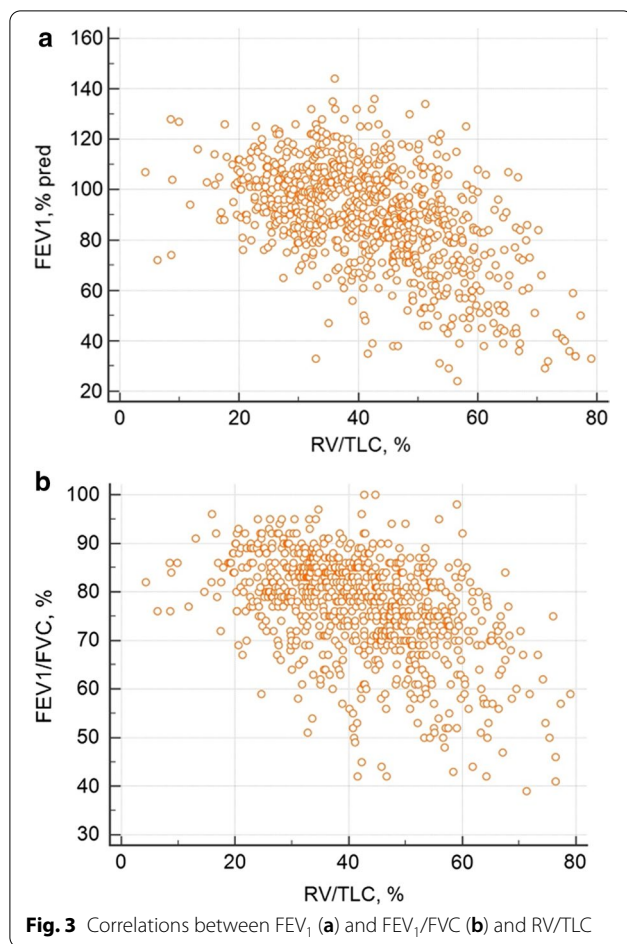 a
160
140
120
100
80
60
40
20
FEV1,% pred
0 20 40 60 80
RV/TLC, %
b
100
90
80
70
60
50
40
30
FEV1/FVC, %
0 20 40 60 80
RV/TLC, %
Fig. 3 Correlations between FEV₁ (a) and FEV₁/FVC (b) and RV/TLC